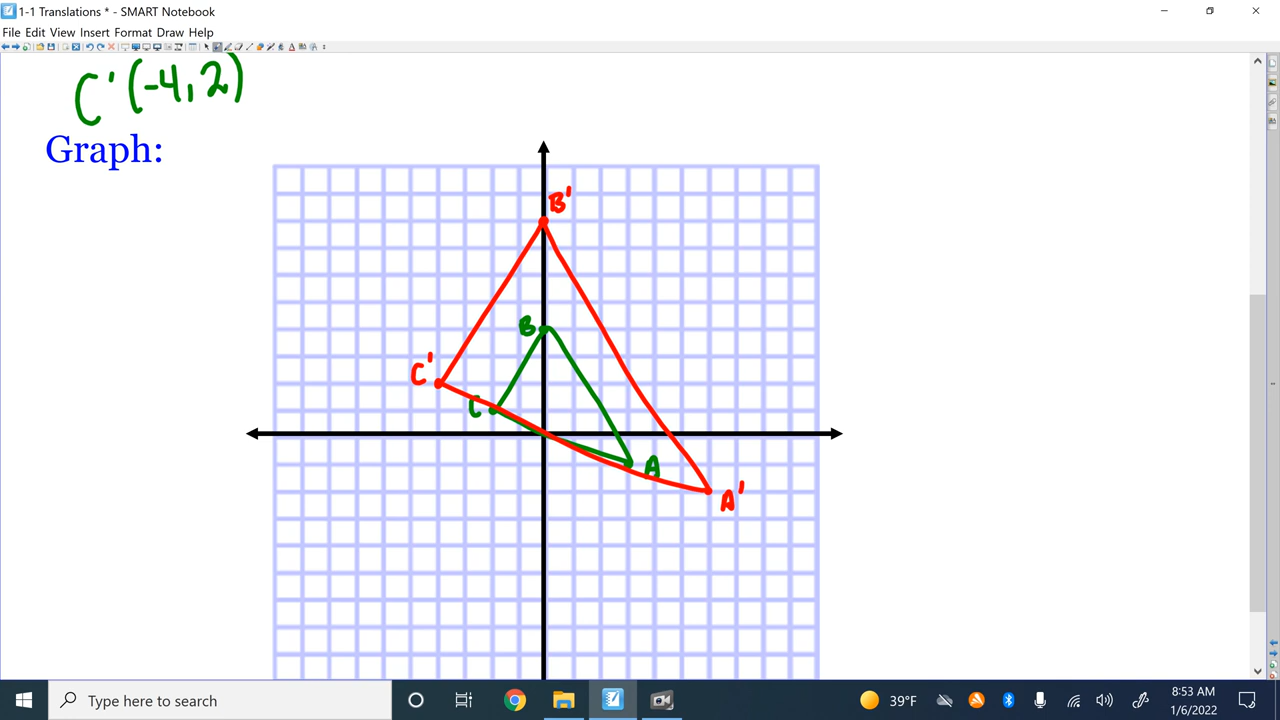 1-1 Translations * - SMART Notebook
File Edit View Insert Format Draw Help
C'(-4,2)
Graph:
B'
B
C'
C
A
A'
Type here to search
39°F
8:53 AM
1/6/2022